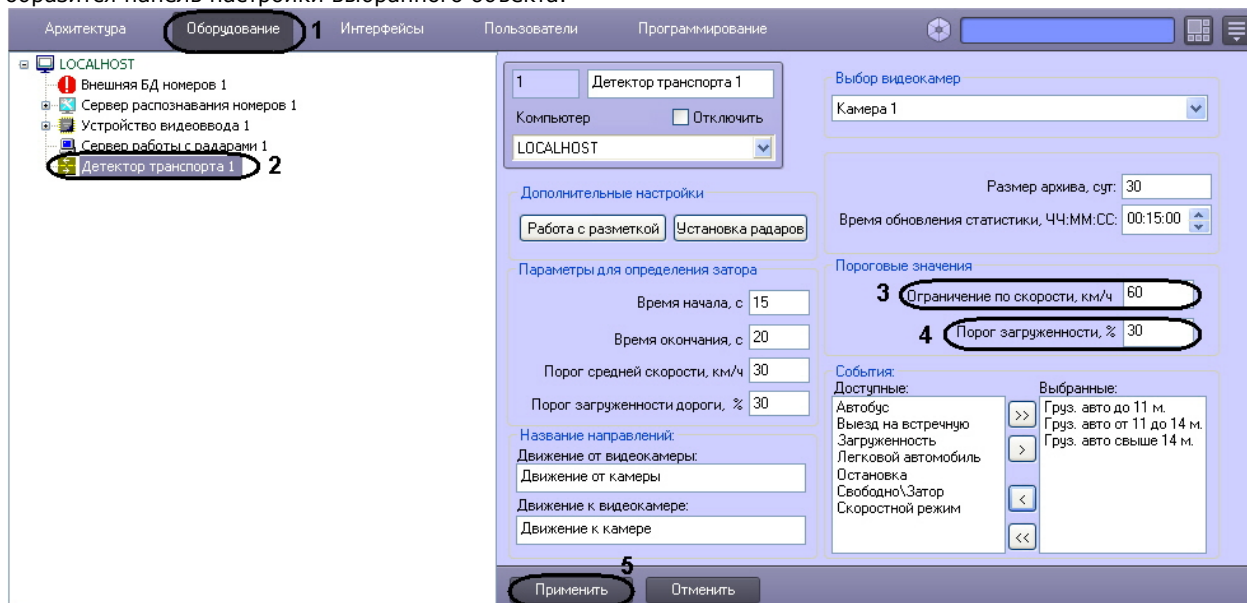 образится панель настройки выбранного объекта.
Архитектура Оборудование 1 Интерфейсы Пользователи Программирование
LOCALHOST
Внешняя БД номеров 1
Сервер распознавания номеров 1
Устройство видеоввода 1
Сервер работы с радарами 1
Детектор транспорта 1 2
1 Детектор транспорта 1
Компьютер Отключить
LOCALHOST
Дополнительные настройки
Работа с разметкой Установка радаров
Параметры для определения затора
Время начала, с 15
Время окончания, с 20
Порог средней скорости, км/ч 30
Порог загруженности дороги, % 30
Название направлений:
Движение от видеокамеры:
Движение от камеры
Движение к видеокамере:
Движение к камере
Выбор видеокамер
Камера 1
Размер архива, сут: 30
Время обновления статистики, ЧЧ:ММ:СС: 00:15:00
Пороговые значения
3 Ограничение по скорости, км/ч 60
4 Порог загруженности, % 30
События:
Доступные:
Автобус
Выезд на встречную
Загруженность
Легковой автомобиль
Остановка
Свободно\Затор
Скоростной режим
>>
>
<
<<
Выбранные:
Груз. авто до 11 м.
Груз. авто от 11 до 14 м.
Груз. авто свыше 14 м.
5
Применить Отменить